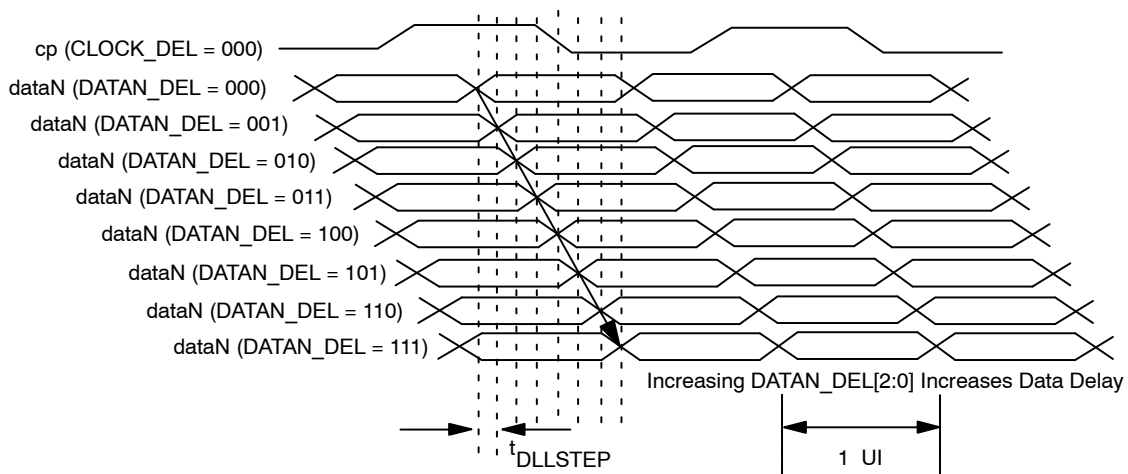 cp (CLOCK_DEL = 000)
dataN (DATAN_DEL = 000)
dataN (DATAN_DEL = 001)
dataN (DATAN_DEL = 010)
dataN (DATAN_DEL = 011)
dataN (DATAN_DEL = 100)
dataN (DATAN_DEL = 101)
dataN (DATAN_DEL = 110)
dataN (DATAN_DEL = 111)
Increasing DATAN_DEL[2:0] Increases Data Delay
tDLLSTEP
1 UI